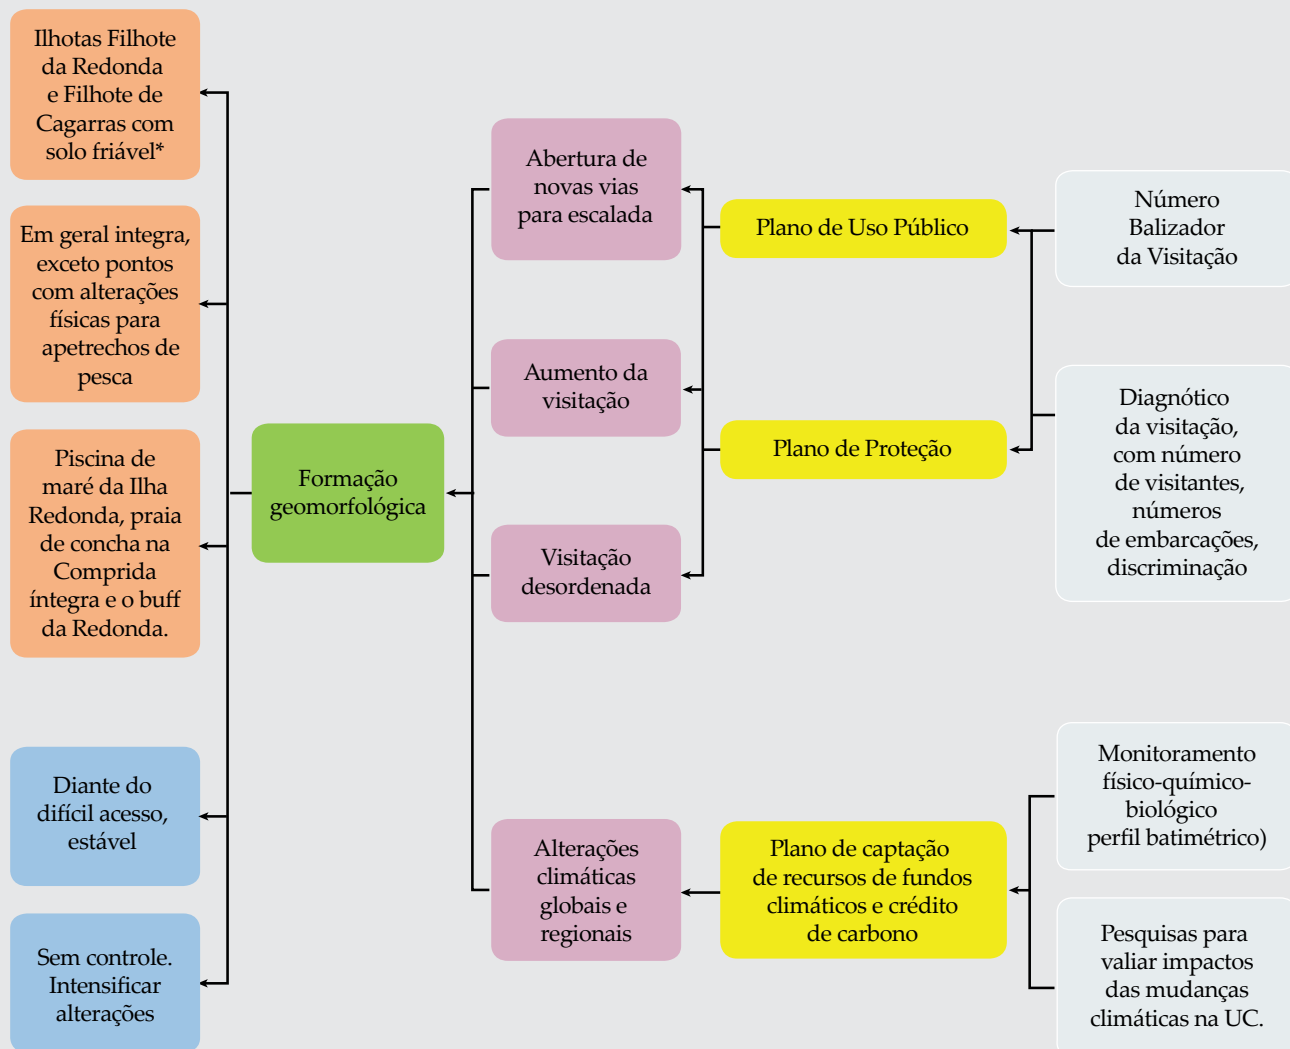 Ilhotas Filhote
da Redonda
e Filhote de
Cagarras com
solo friável*
Em geral integra,
exceto pontos
com alterações
físicas para
apetrechos de
pesca
Piscina de
maré da Ilha
Redonda, praia
de concha na
Comprida
íntegra e o buff
da Redonda.
Diante do
difícil acesso,
estável
Sem controle.
Intensificar
alterações
Formação
geomorfológica
Abertura de
novas vias
para escalada
Aumento da
visitação
Visitação
desordenada
Alterações
climáticas
globais e
regionais
Plano de Uso Público
Plano de Proteção
Plano de captação
de recursos de fundos
climáticos e crédito
de carbono
Número
Balizador
da Visitação
Diagnótico
da visitação,
com número
de visitantes,
números
de embarcações,
discriminação
Monitoramento
físico-químico-
biológico
perfil batimétrico)
Pesquisas para
valiar impactos
das mudanças
climáticas na UC.